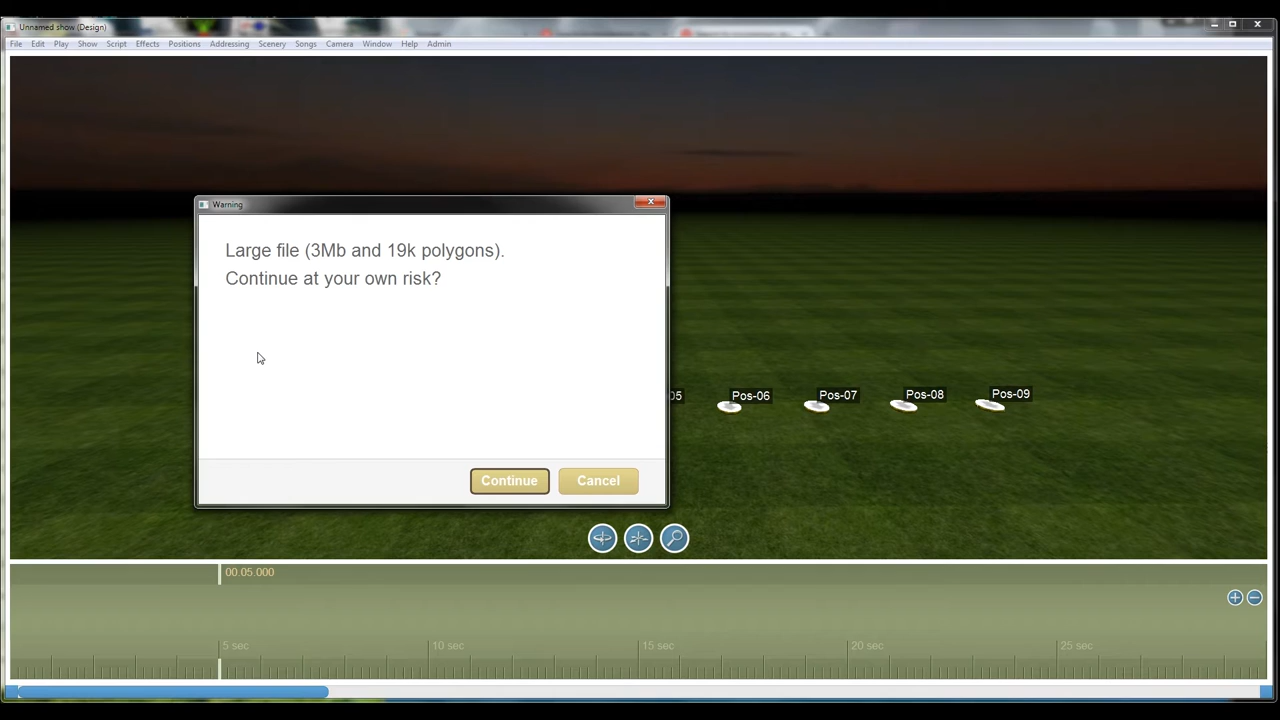 Unnamed show (Design)
File Edit Play Show Script Effects Positions Addressing Scenery Songs Camera Window Help Admin
Warning
Large file (3Mb and 19k polygons).
Continue at your own risk?
Continue Cancel
05 Pos-06 Pos-07 Pos-08 Pos-09
00.05.000
5 sec 10 sec 15 sec 20 sec 25 sec